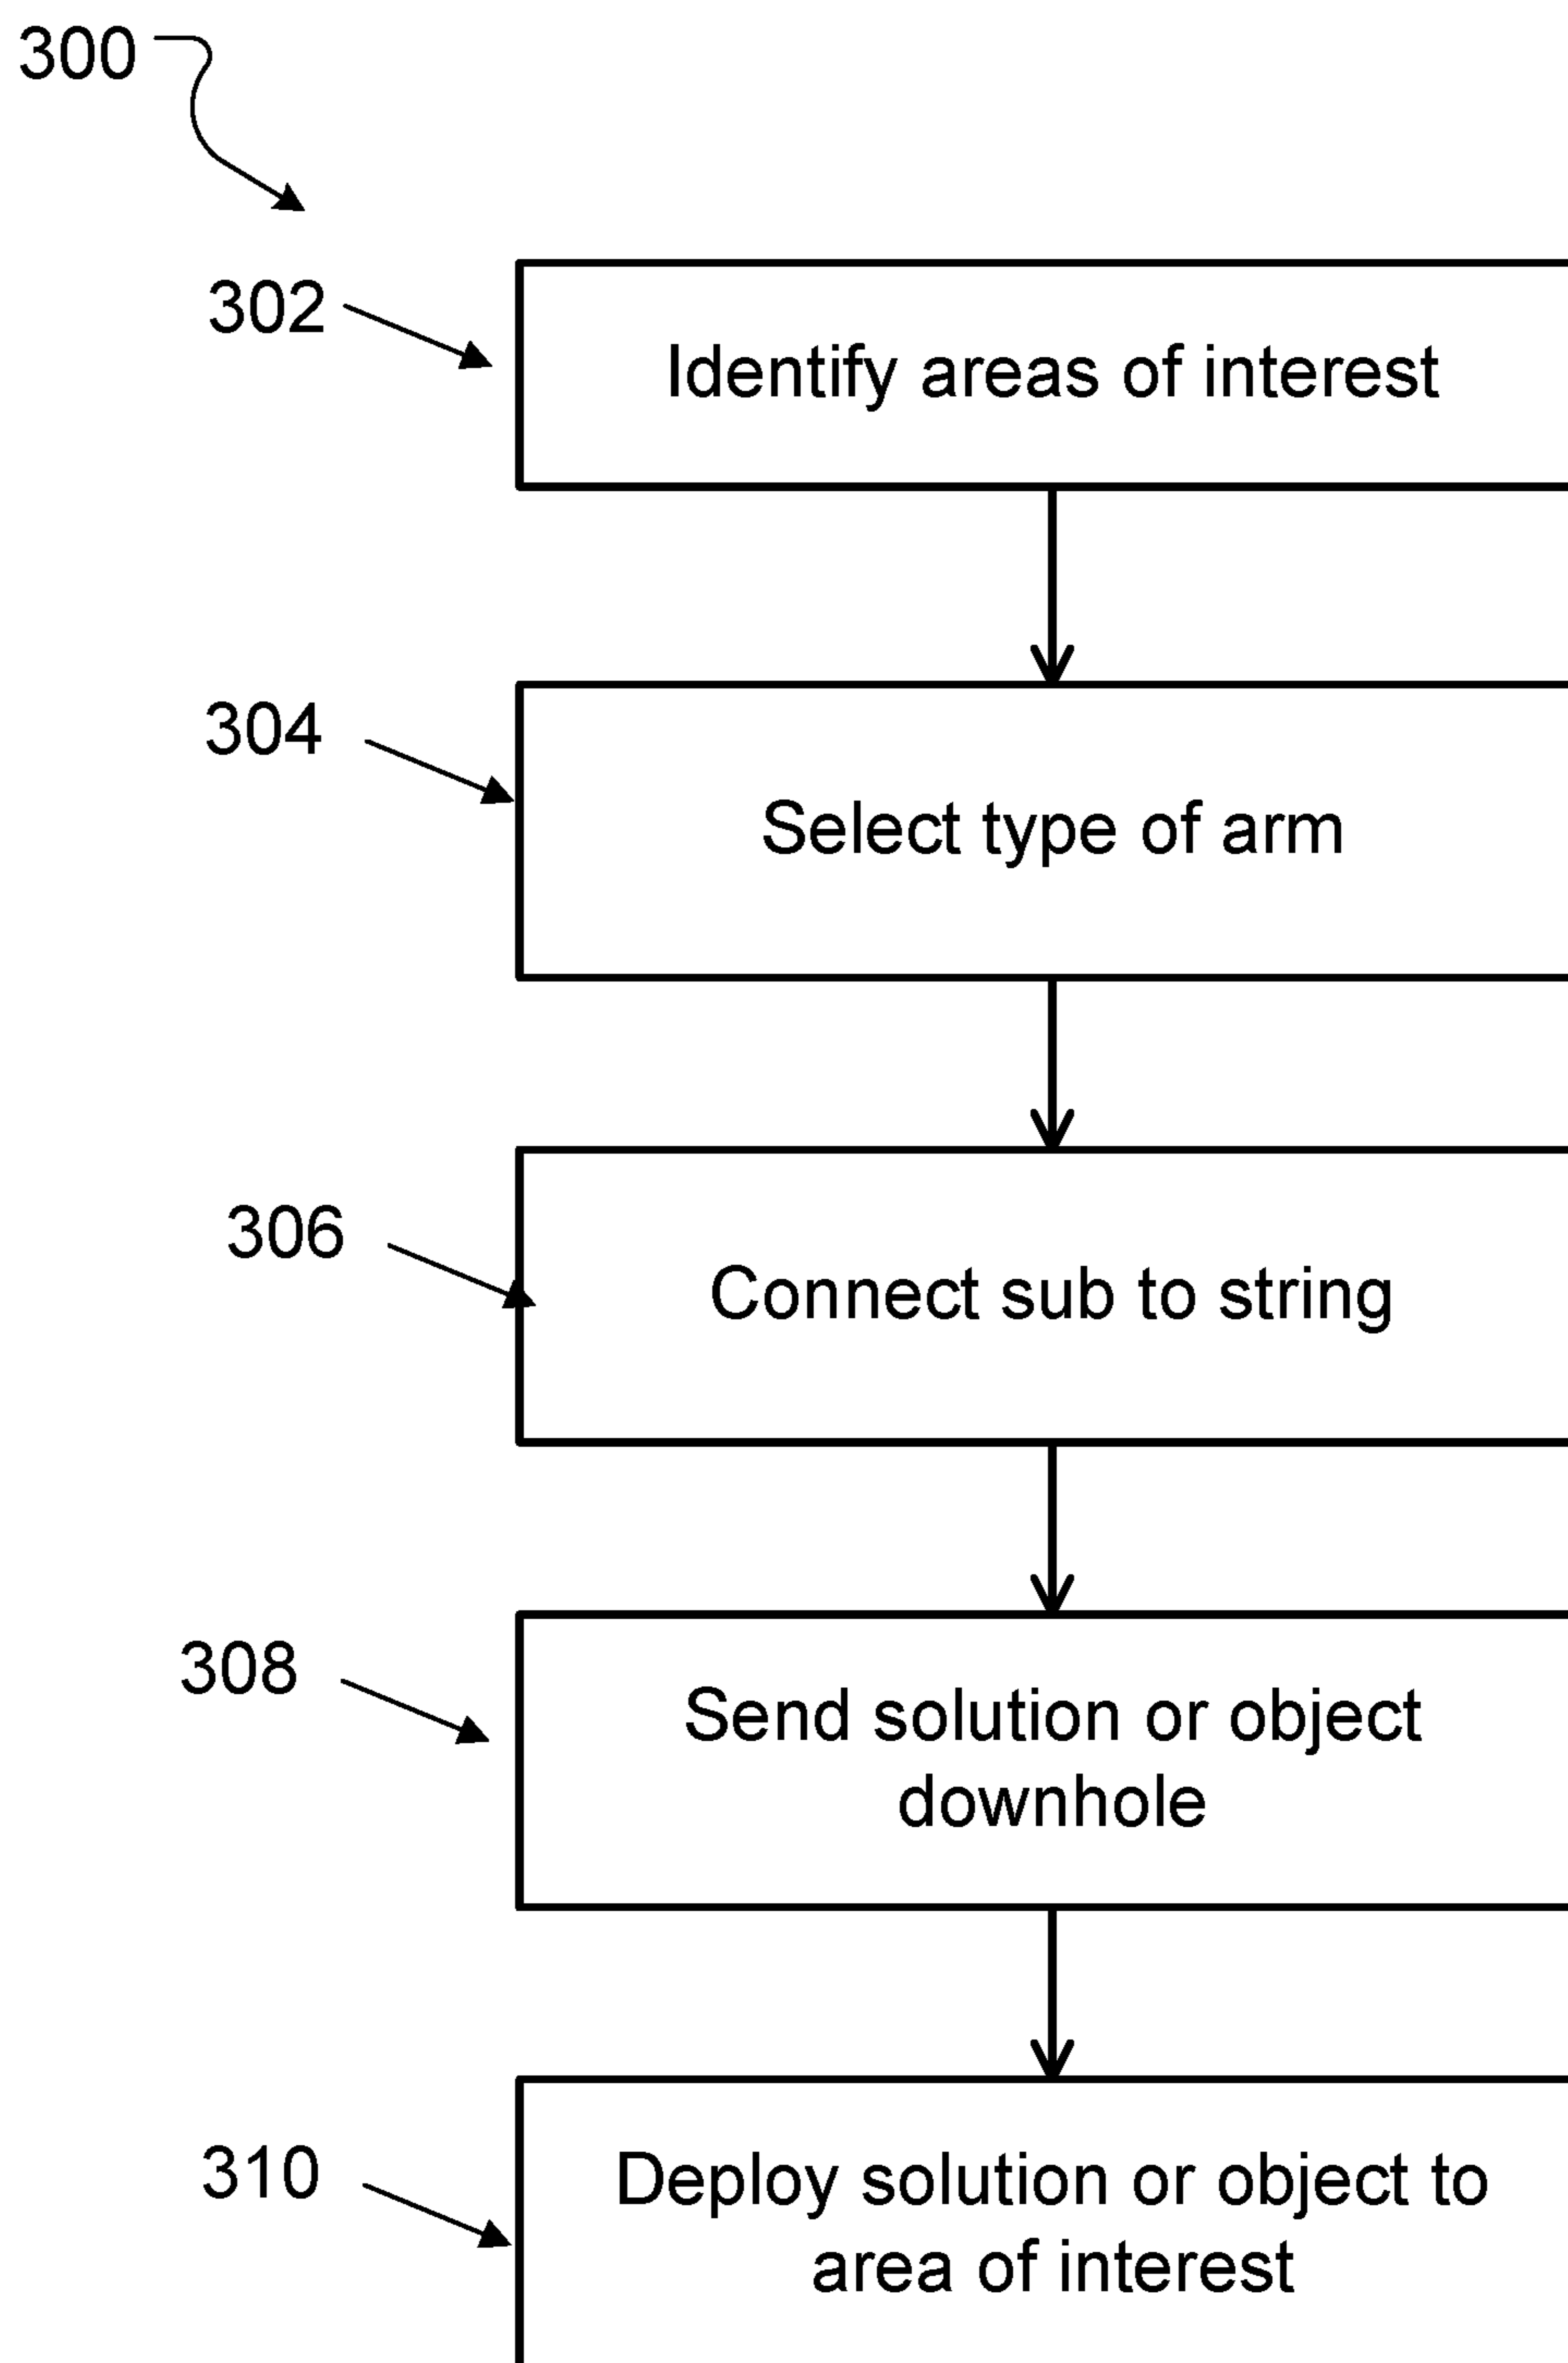 300
302
Identify areas of interest
304
Select type of arm
306
Connect sub to string
308
Send solution or object
downhole
310
Deploy solution or object to
area of interest